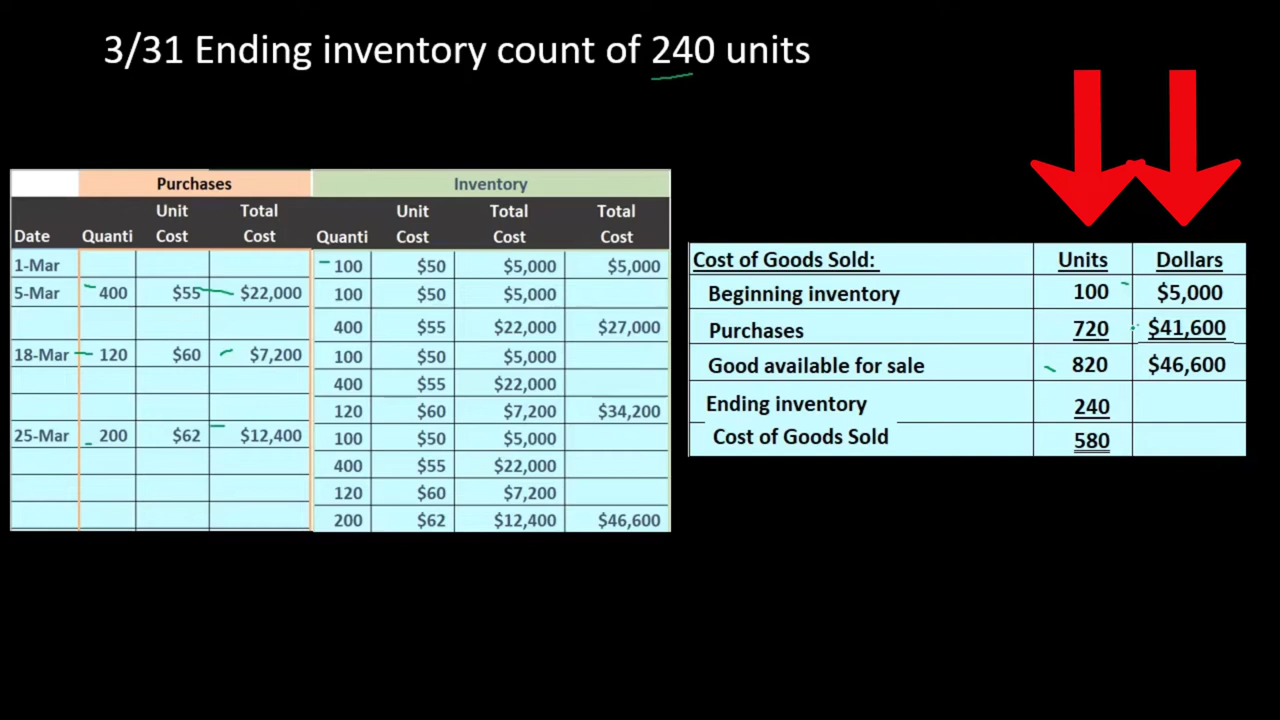 3/31 Ending inventory count of 240 units
Purchases Inventory
Unit Total Unit Total Total
Date Quanti Cost Cost Quanti Cost Cost Cost
1-Mar 100 $50 $5,000 $5,000
5-Mar 400 $55 $22,000 100 $50 $5,000
400 $55 $22,000 $27,000
18-Mar 120 $60 $7,200 100 $50 $5,000
400 $55 $22,000
120 $60 $7,200 $34,200
25-Mar 200 $62 $12,400 100 $50 $5,000
400 $55 $22,000
120 $60 $7,200
200 $62 $12,400 $46,600
Cost of Goods Sold: Units Dollars
Beginning inventory 100 $5,000
Purchases 720 $41,600
Good available for sale 820 $46,600
Ending inventory 240
Cost of Goods Sold 580